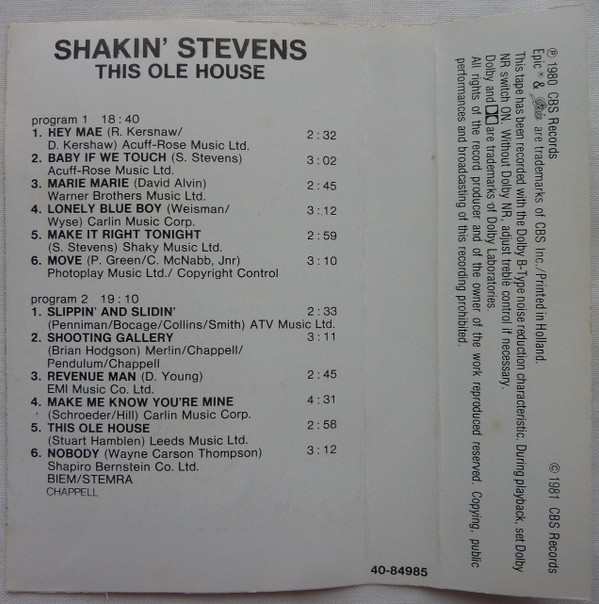 SHAKIN' STEVENS
THIS OLE HOUSE
program 1 18:40
1. HEY MAE (R. Kershaw/ 2:32
D. Kershaw) Acuff-Rose Music Ltd.
2. BABY IF WE TOUCH (S. Stevens) 3:02
Acuff-Rose Music Ltd.
3. MARIE MARIE (David Alvin) 2:45
Warner Brothers Music Ltd.
4. LONELY BLUE BOY (Weisman/ 3:12
Wyse) Carlin Music Corp.
5. MAKE IT RIGHT TONIGHT 2:59
(S. Stevens) Shaky Music Ltd.
6. MOVE (P. Green/C. McNabb, Jnr) 3:10
Photoplay Music Ltd./ Copyright Control
program 2 19:10
1. SLIPPIN' AND SLIDIN' 2:33
(Penniman/Bocage/Collins/Smith) ATV Music Ltd.
2. SHOOTING GALLERY 3:11
(Brian Hodgson) Merlin/Chappell/
Pendulum/Chappell
3. REVENUE MAN (D. Young) 2:45
EMI Music Co. Ltd.
4. MAKE ME KNOW YOU'RE MINE 4:31
(Schroeder/Hill) Carlin Music Corp.
5. THIS OLE HOUSE 2:58
(Stuart Hamblen) Leeds Music Ltd.
6. NOBODY (Wayne Carson Thompson) 3:12
Shapiro Bernstein Co. Ltd.
BIEM/STEMRA
CHAPPELL
40-84985
℗ 1980 CBS Records © 1981 CBS Records
Epic ® & are trademarks of CBS Inc./Printed in Holland.
This tape has been recorded with the Dolby B-Type noise reduction characteristic. During playback, set Dolby
NR switch ON. Without Dolby NR, adjust treble control if necessary.
Dolby and are trademarks of Dolby Laboratories.
All rights of the record producer and of the owner of the work reproduced reserved. Copying, public
performances and broadcasting of this recording prohibited.